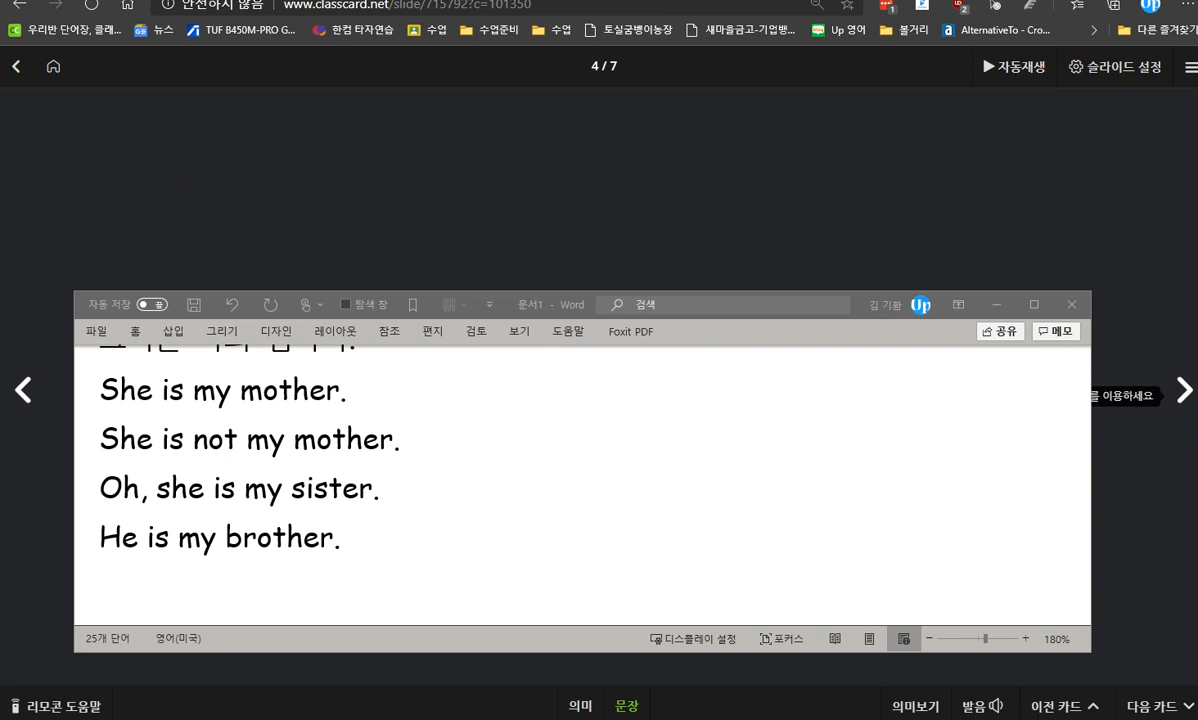 안전하지 않음 | www.classcard.net/slide/715792?c=101350
우리반 단어장, 클래... 뉴스 TUF B450M-PRO G... 한컴 타자연습 수업 수업준비 수업 토실굼벵이농장 새마을금고-기업뱅... Up 영어 볼거리 AlternativeTo - Cro... 다른 즐겨찾기
4 / 7 자동재생 슬라이드 설정
자동 저장 끔 탐색 창 문서1 - Word 검색 김 기환 Up
파일 홈 삽입 그리기 디자인 레이아웃 참조 편지 검토 보기 도움말 Foxit PDF 공유 메모
She is my mother.
를 이용하세요
She is not my mother.
Oh, she is my sister.
He is my brother.
25개 단어 영어(미국) 디스플레이 설정 포커스 180%
리모콘 도움말 의미 문장 의미보기 발음 이전 카드 다음 카드